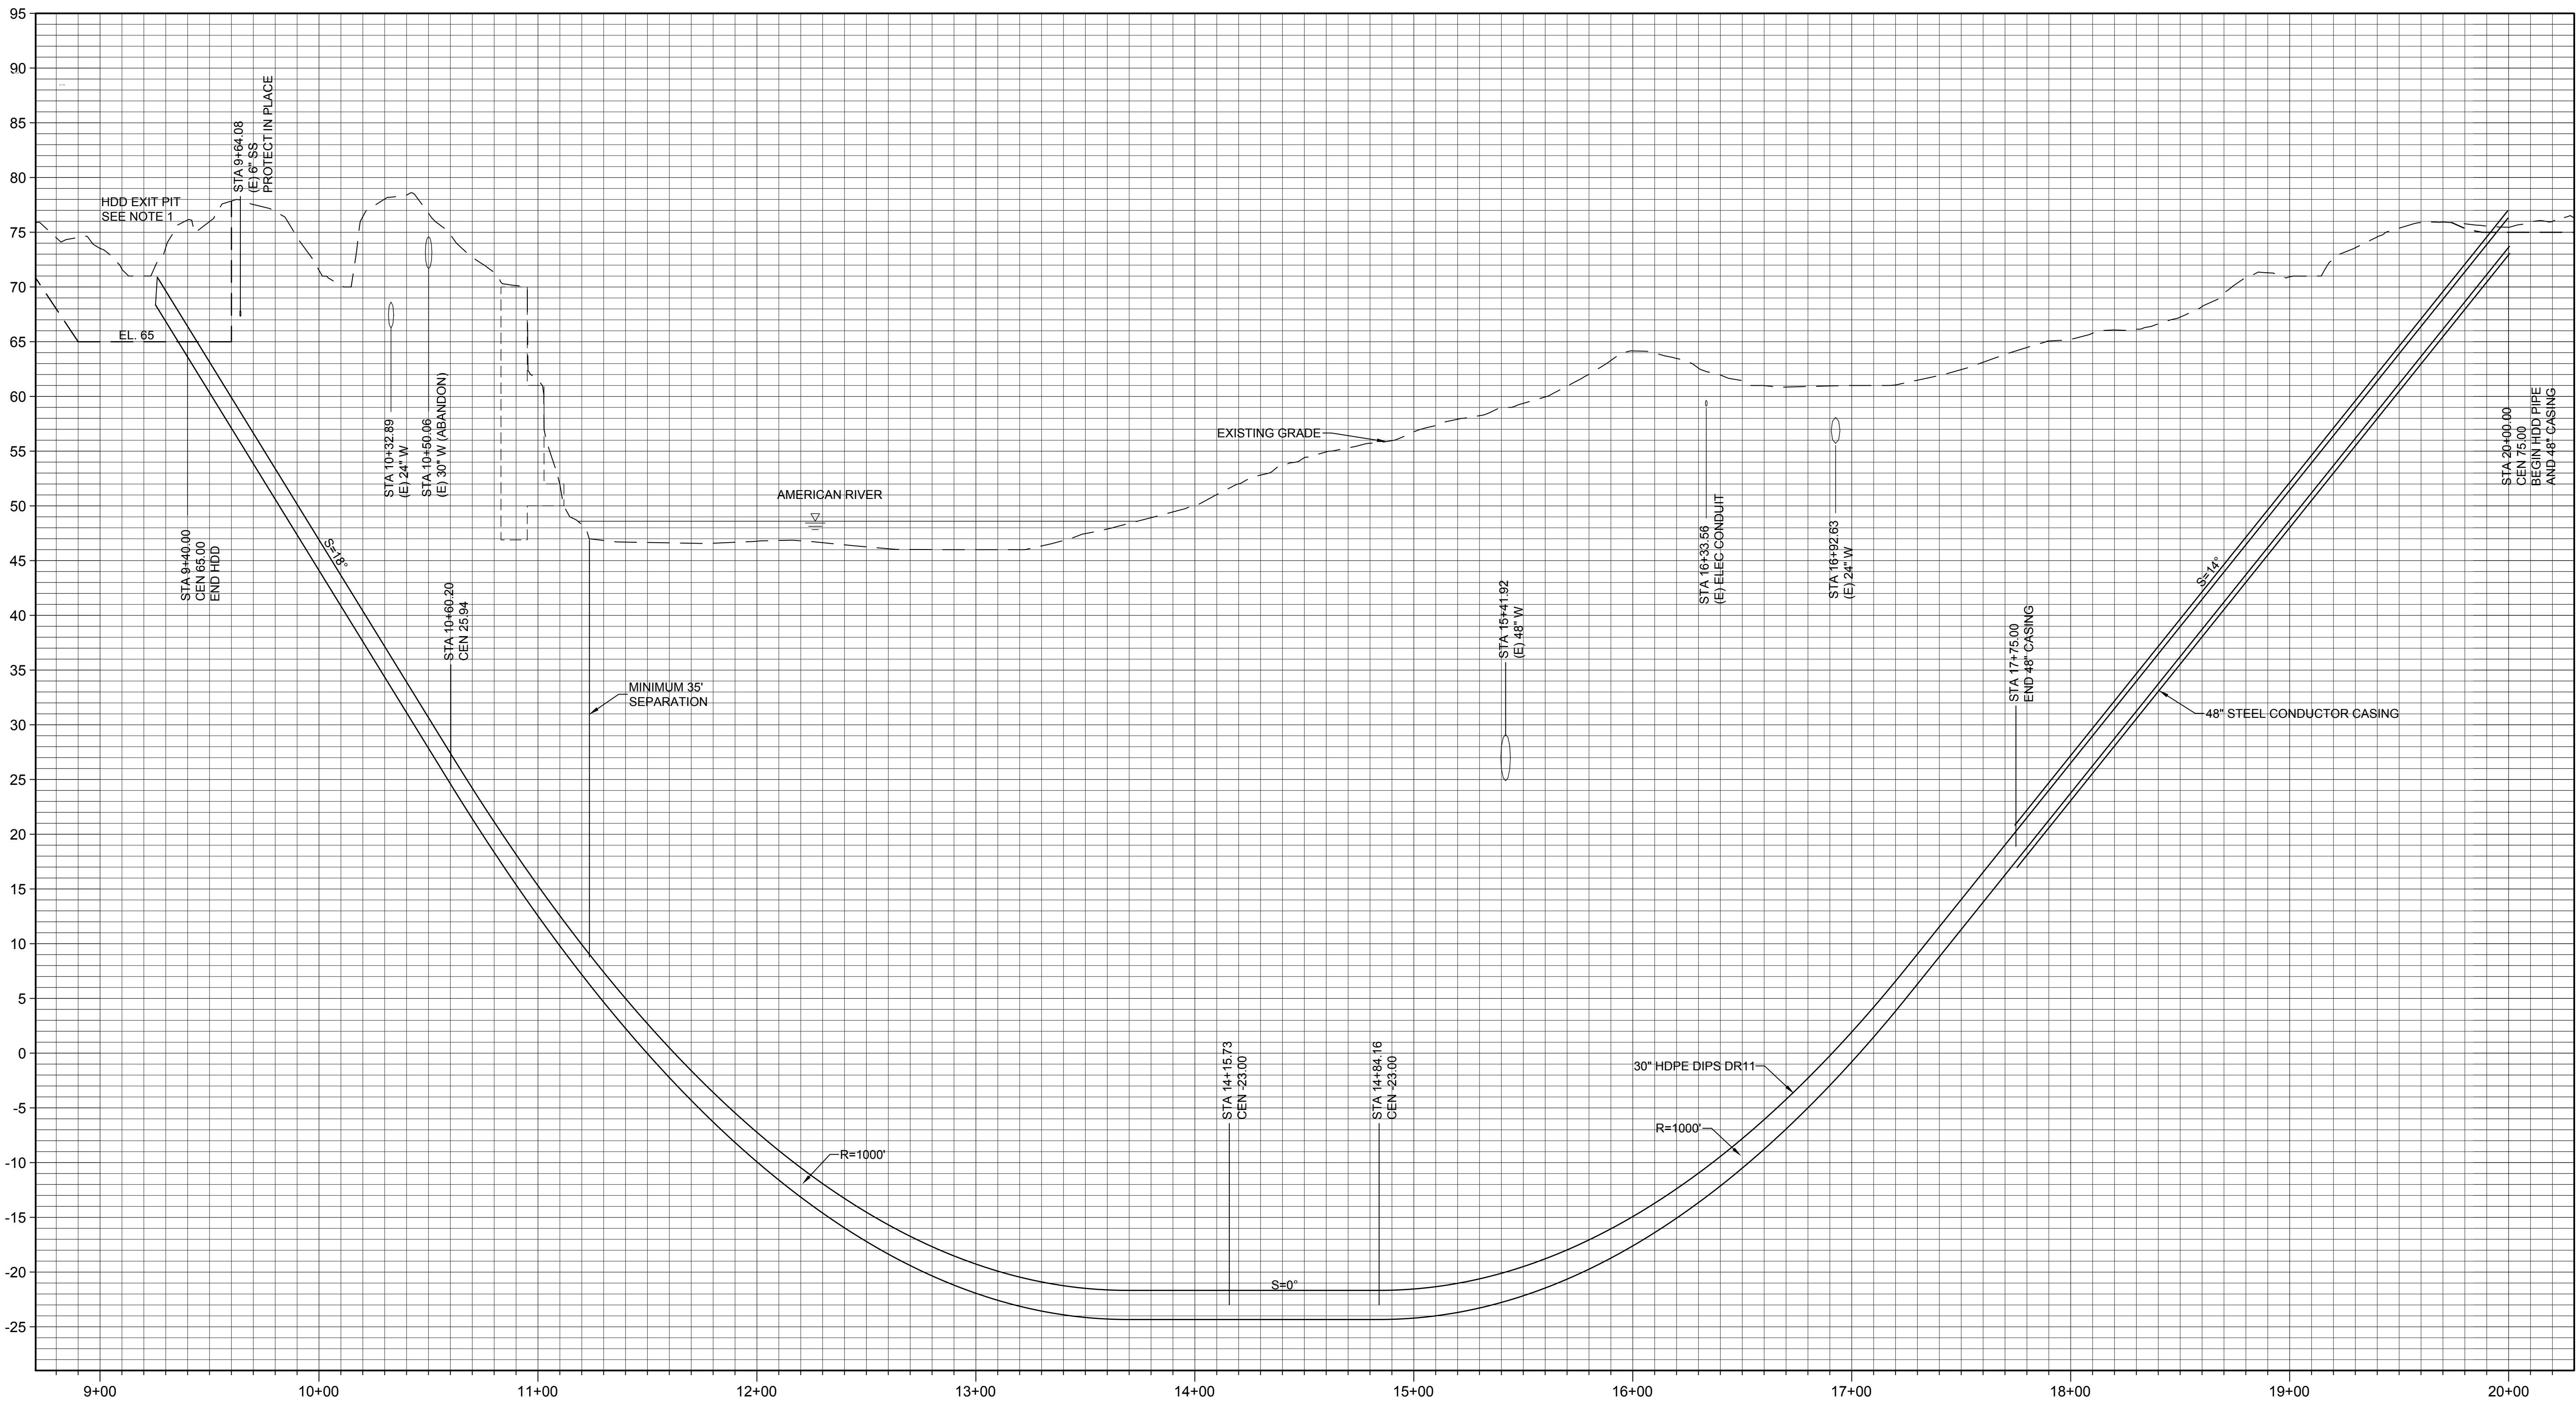 95
90
85
80
75
70
65
60
55
50
45
40
35
30
25
20
15
10
5
0
-5
-10
-15
-20
-25
HDD EXIT PIT
SEE NOTE 1
STA 9+64.08
(E) 6" SS
PROTECT IN PLACE
EL. 65
STA 9+40.00
CEN 65.00
END HDD
S=18°
STA 10+32.89
(E) 24" W
STA 10+50.06
(E) 30" W (ABANDON)
STA 10+60.20
CEN 25.94
MINIMUM 35'
SEPARATION
AMERICAN RIVER
R=1000'
STA 14+15.73
CEN -23.00
S=0°
STA 14+84.16
CEN -23.00
EXISTING GRADE
STA 15+41.92
(E) 48" W
STA 16+33.56
(E) ELEC CONDUIT
STA 16+92.63
(E) 24" W
30" HDPE DIPS DR11
R=1000'
STA 17+75.00
END 48" CASING
S=14°
48" STEEL CONDUCTOR CASING
STA 20+00.00
CEN 75.00
BEGIN HDD PIPE
AND 48" CASING
9+00
10+00
11+00
12+00
13+00
14+00
15+00
16+00
17+00
18+00
19+00
20+00